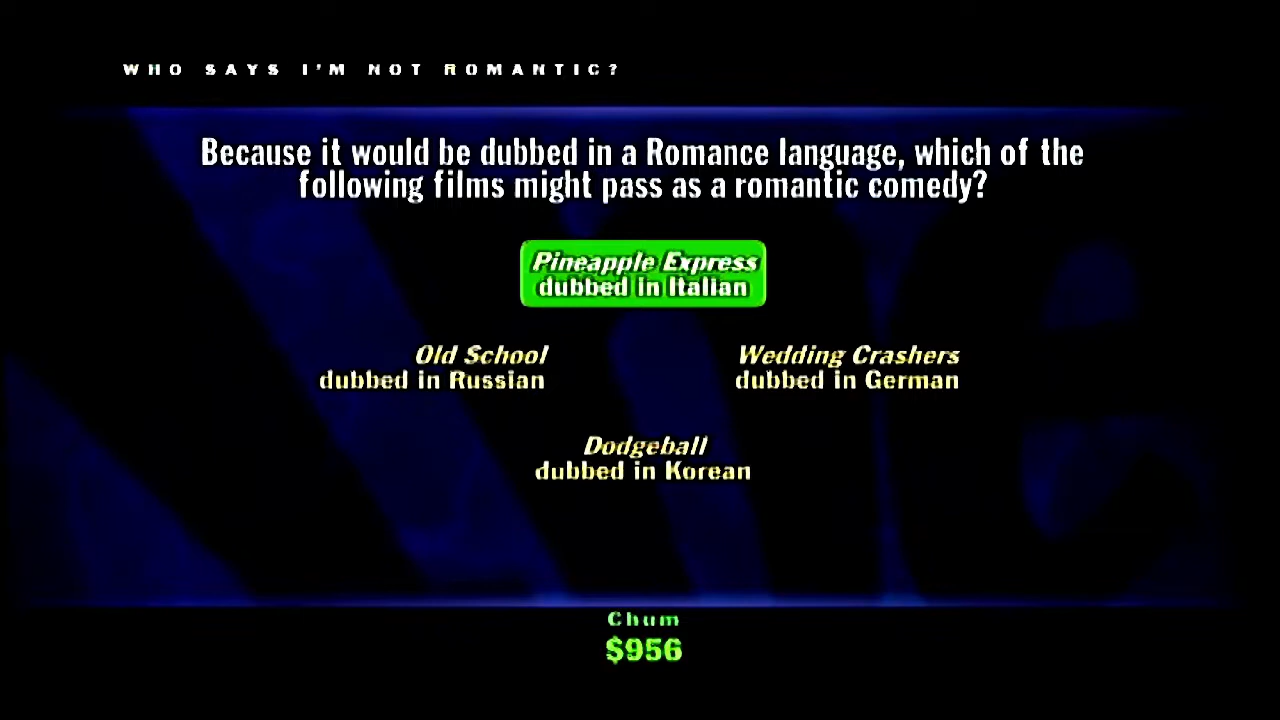 WHO SAYS I'M NOT ROMANTIC?
Because it would be dubbed in a Romance language, which of the
following films might pass as a romantic comedy?
Pineapple Express
dubbed in Italian
Old School
dubbed in Russian
Wedding Crashers
dubbed in German
Dodgeball
dubbed in Korean
Chum
$956